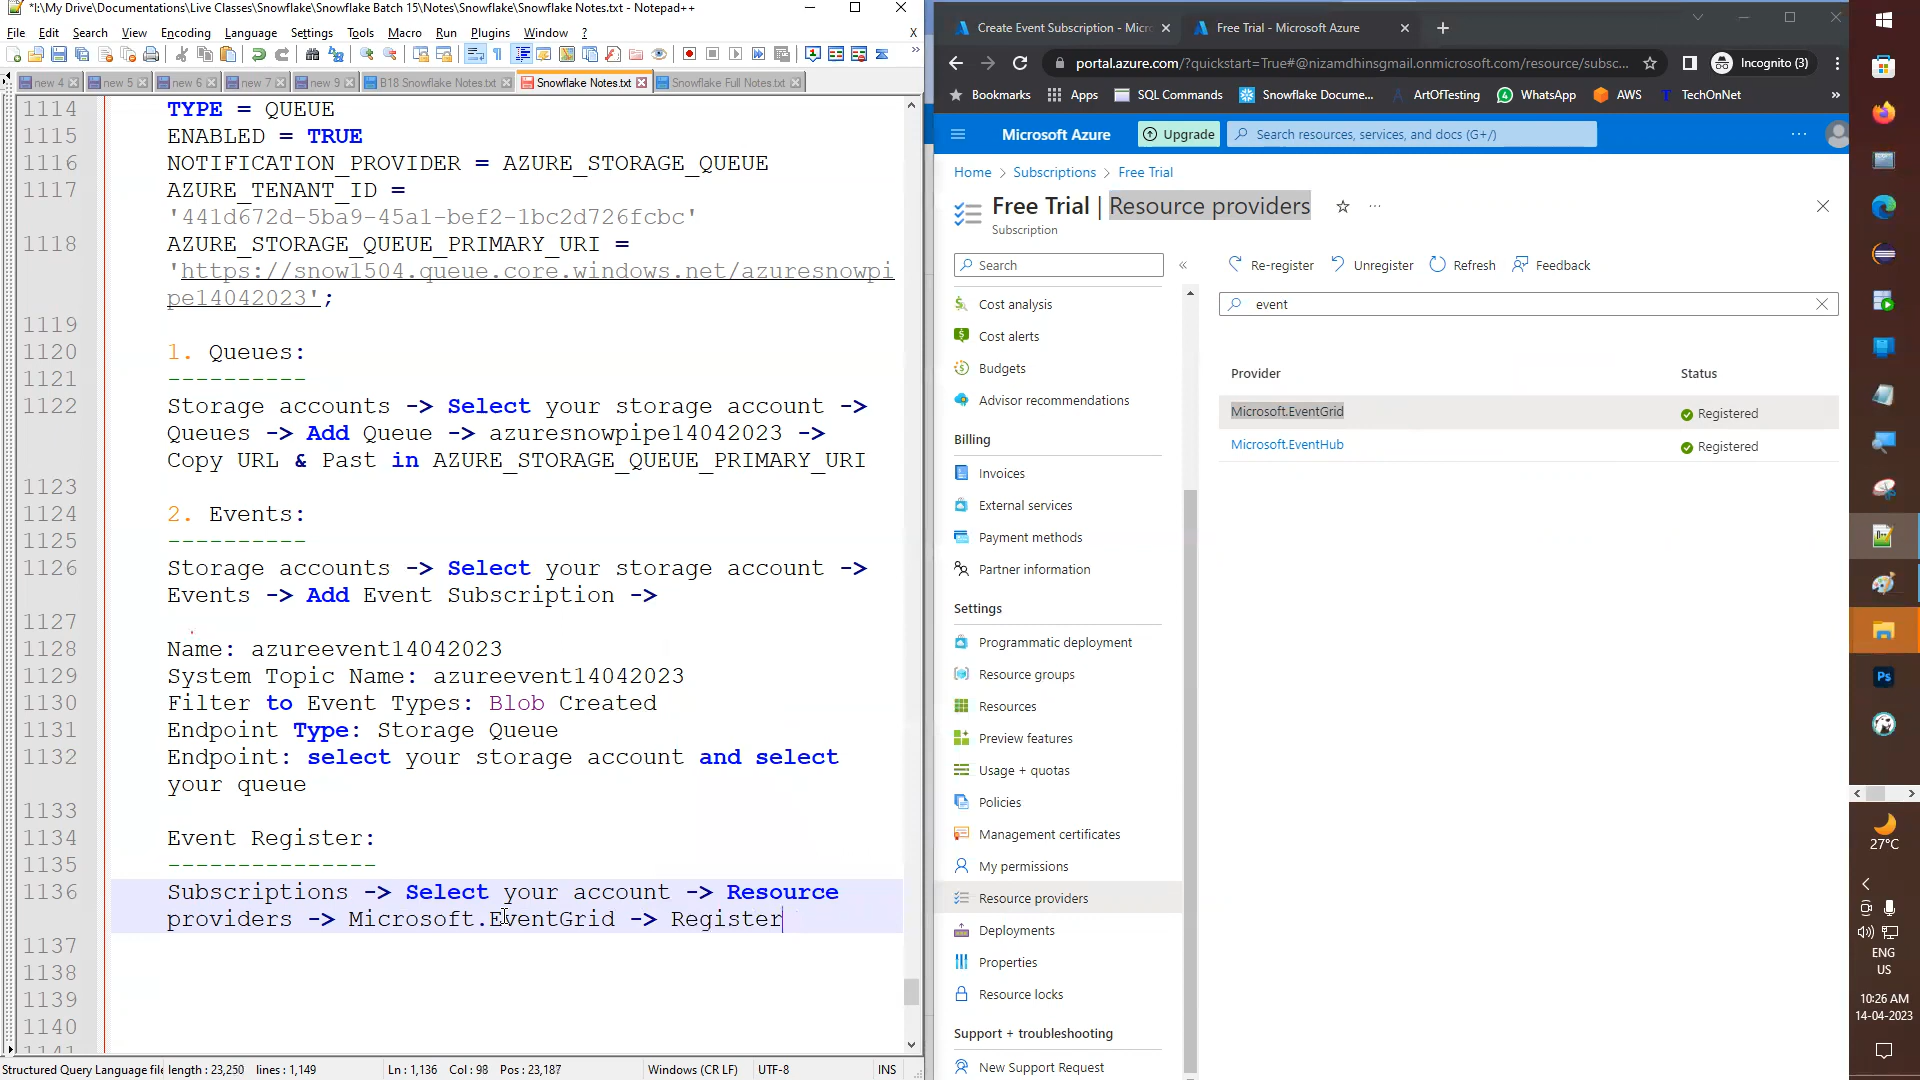 *I:\My Drive\Documentations\Live Classes\Snowflake\Snowflake Batch 15\Notes\Snowflake\Snowflake Notes.txt - Notepad++
File Edit Search View Encoding Language Settings Tools Macro Run Plugins Window ? X
new 4 new 5 new 6 new 7 new 9 B18 Snowflake Notes.txt Snowflake Notes.txt Snowflake Full Notes.txt
1114 TYPE = QUEUE
1115 ENABLED = TRUE
1116 NOTIFICATION_PROVIDER = AZURE_STORAGE_QUEUE
1117 AZURE_TENANT_ID =
'441d672d-5ba9-45a1-bef2-1bc2d726fcbc'
1118 AZURE_STORAGE_QUEUE_PRIMARY_URI =
'https://snow1504.queue.core.windows.net/azuresnowpi
pe14042023';
1119
1120 1. Queues:
1121 ----------
1122 Storage accounts -> Select your storage account ->
Queues -> Add Queue -> azuresnowpipe14042023 ->
Copy URL & Past in AZURE_STORAGE_QUEUE_PRIMARY_URI
1123
1124 2. Events:
1125 ----------
1126 Storage accounts -> Select your storage account ->
Events -> Add Event Subscription ->
1127
1128 Name: azureevent14042023
1129 System Topic Name: azureevent14042023
1130 Filter to Event Types: Blob Created
1131 Endpoint Type: Storage Queue
1132 Endpoint: select your storage account and select
your queue
1133
1134 Event Register:
1135 ---------------
1136 Subscriptions -> Select your account -> Resource
providers -> Microsoft.EventGrid -> Register
1137
1138
1139
1140
1141
Structured Query Language file length : 23,250 lines : 1,149 Ln : 1,136 Col : 98 Pos : 23,187 Windows (CR LF) UTF-8 INS
Create Event Subscription - Micro Free Trial - Microsoft Azure
portal.azure.com/?quickstart=True#@nizamdhinsgmail.onmicrosoft.com/resource/subsc... Incognito (3)
Bookmarks Apps SQL Commands Snowflake Docume... ArtOfTesting WhatsApp AWS TechOnNet »
Microsoft Azure Upgrade Search resources, services, and docs (G+/) ...
Home > Subscriptions > Free Trial
Free Trial | Resource providers ...
Subscription
Search «
Re-register Unregister Refresh Feedback
event
Provider Status
Microsoft.EventGrid Registered
Microsoft.EventHub Registered
Cost analysis
Cost alerts
Budgets
Advisor recommendations
Billing
Invoices
External services
Payment methods
Partner information
Settings
Programmatic deployment
Resource groups
Resources
Preview features
Usage + quotas
Policies
Management certificates
My permissions
Resource providers
Deployments
Properties
Resource locks
Support + troubleshooting
New Support Request
Ps
27°C
ENG
US
10:26 AM
14-04-2023